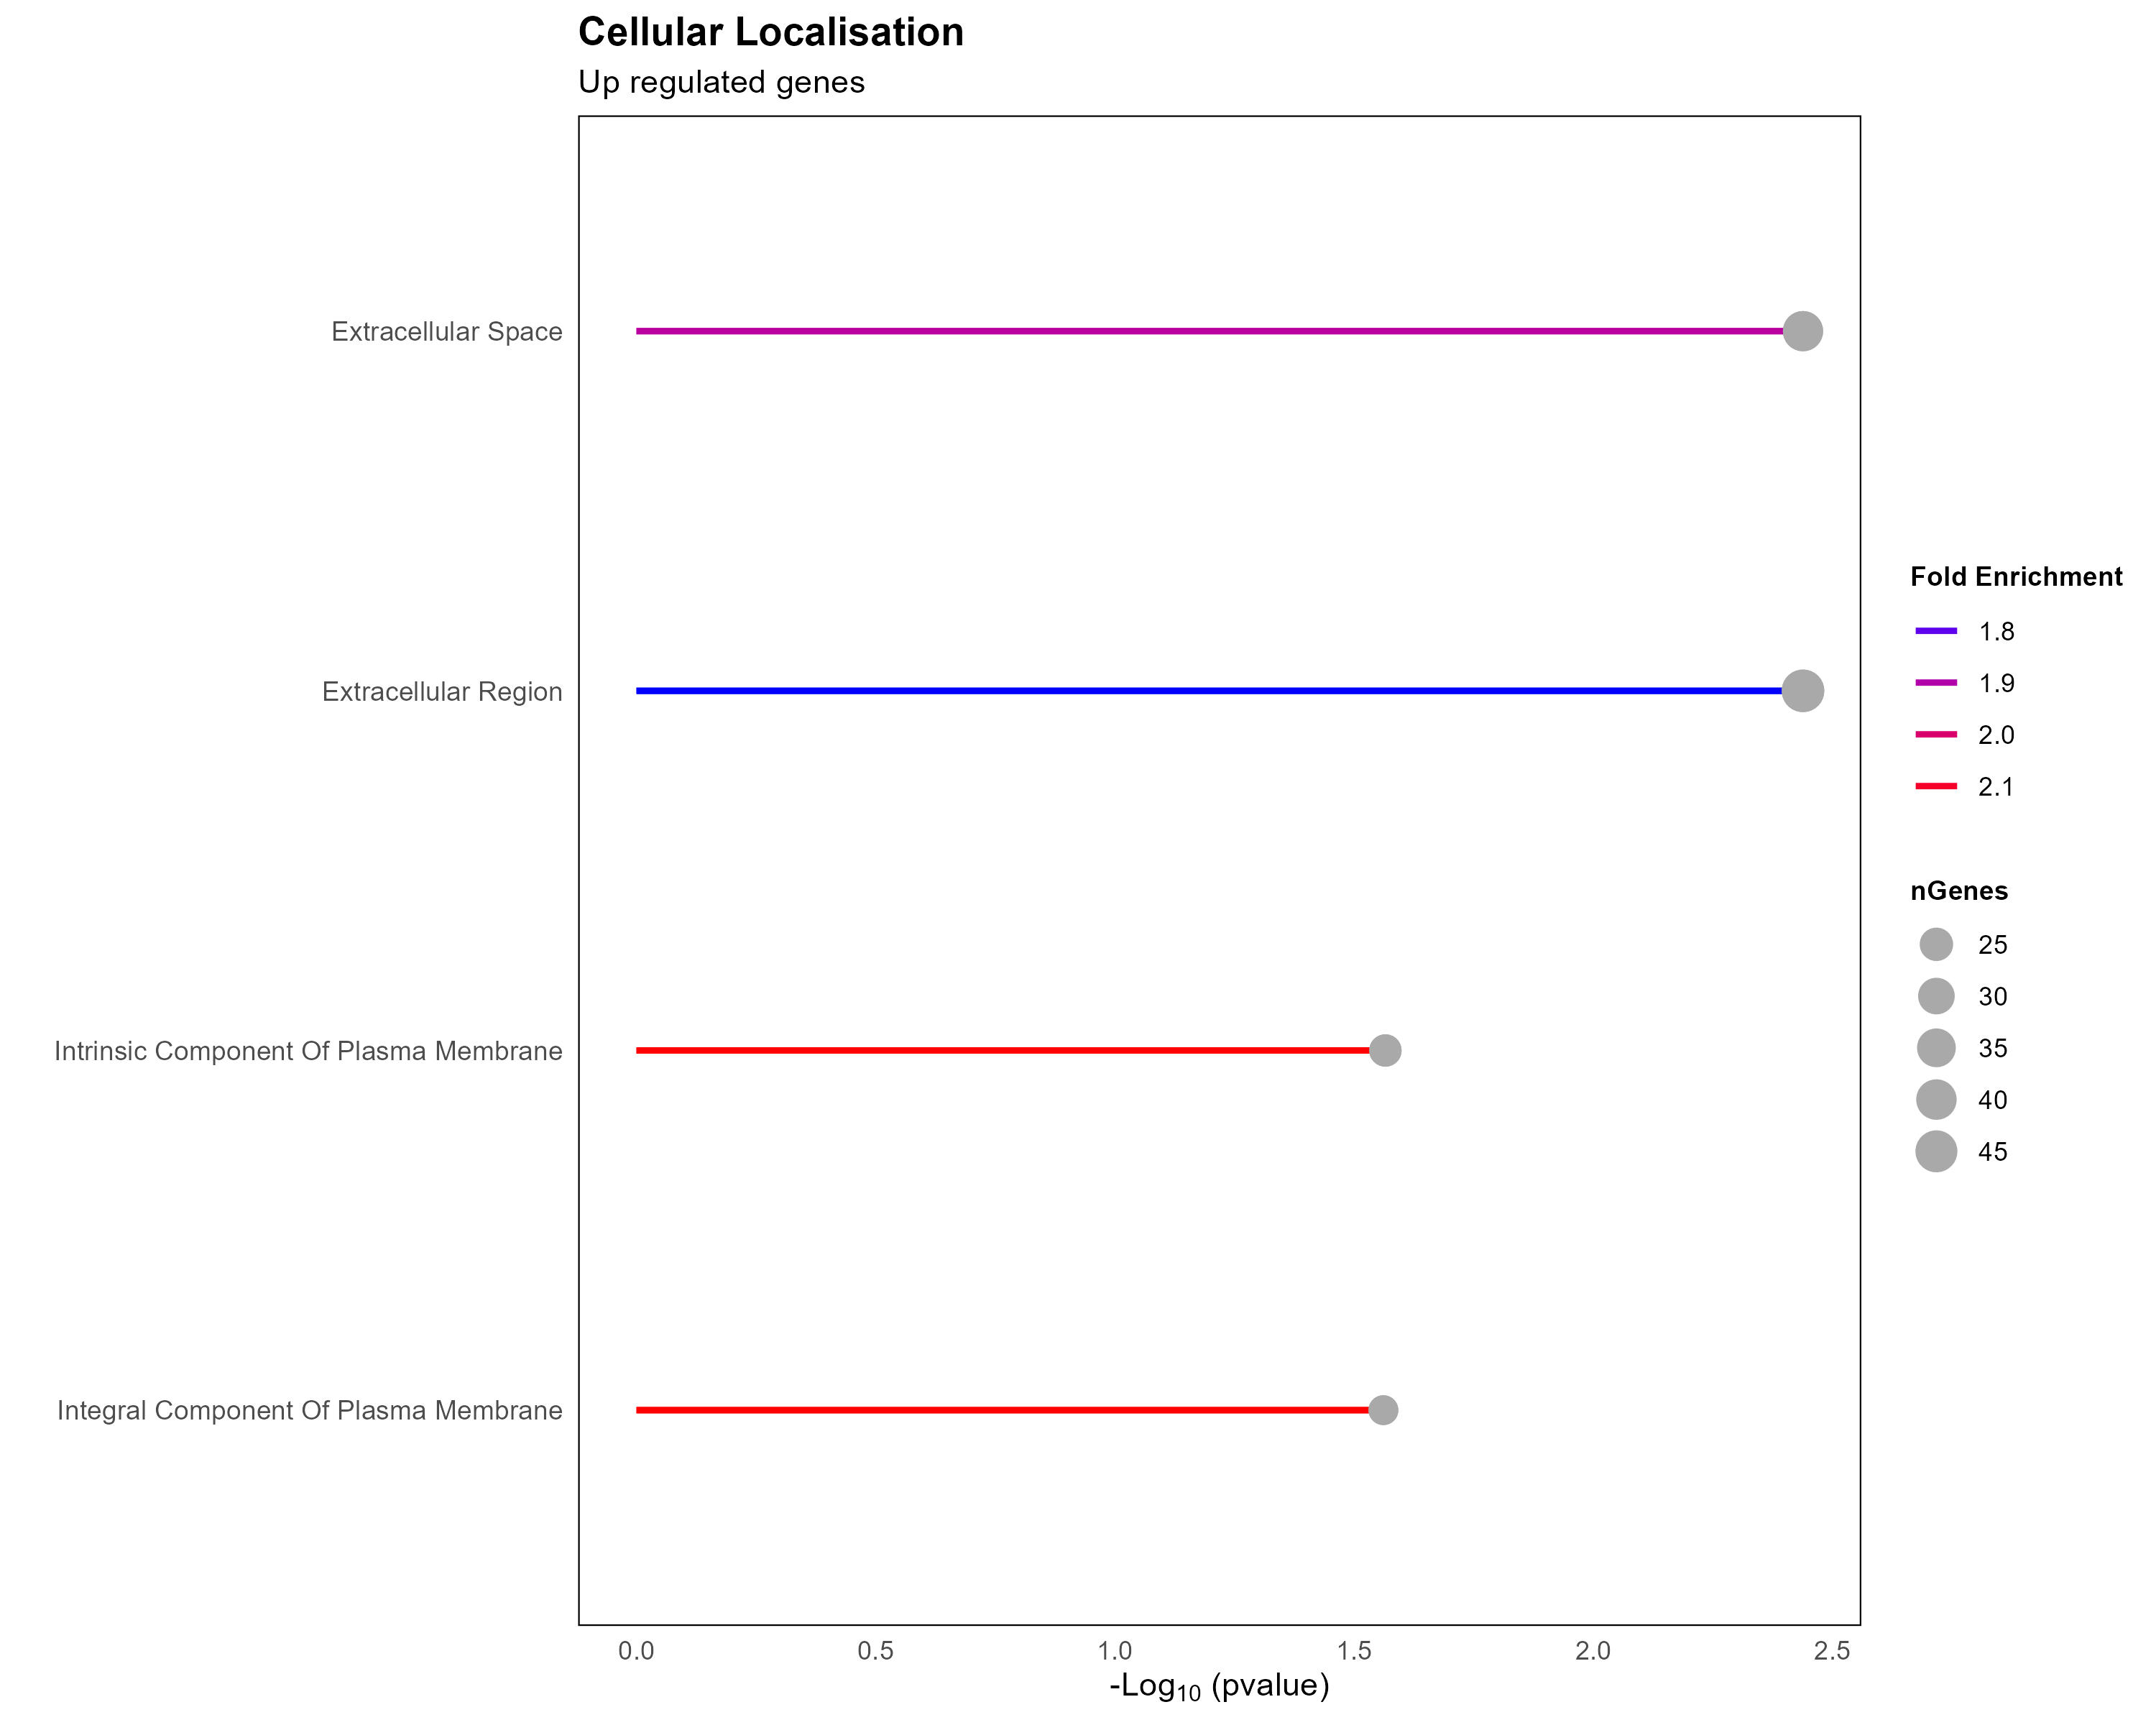 Cellular Localisation
Up regulated genes
Extracellular Space
Extracellular Region
Intrinsic Component Of Plasma Membrane
Integral Component Of Plasma Membrane
0.0 0.5 1.0 1.5 2.0 2.5
-Log10 (pvalue)
Fold Enrichment
1.8
1.9
2.0
2.1
nGenes
25
30
35
40
45